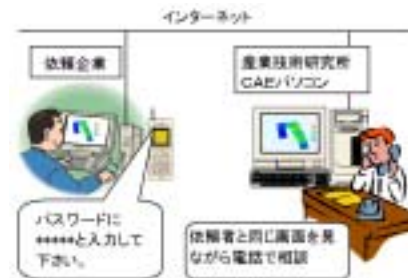 インターネット
依頼企業
産業技術研究所
CAEパソコン
パスワードに
*****と入力して
下さい。
依頼者と同じ画面を見
ながら電話で相談